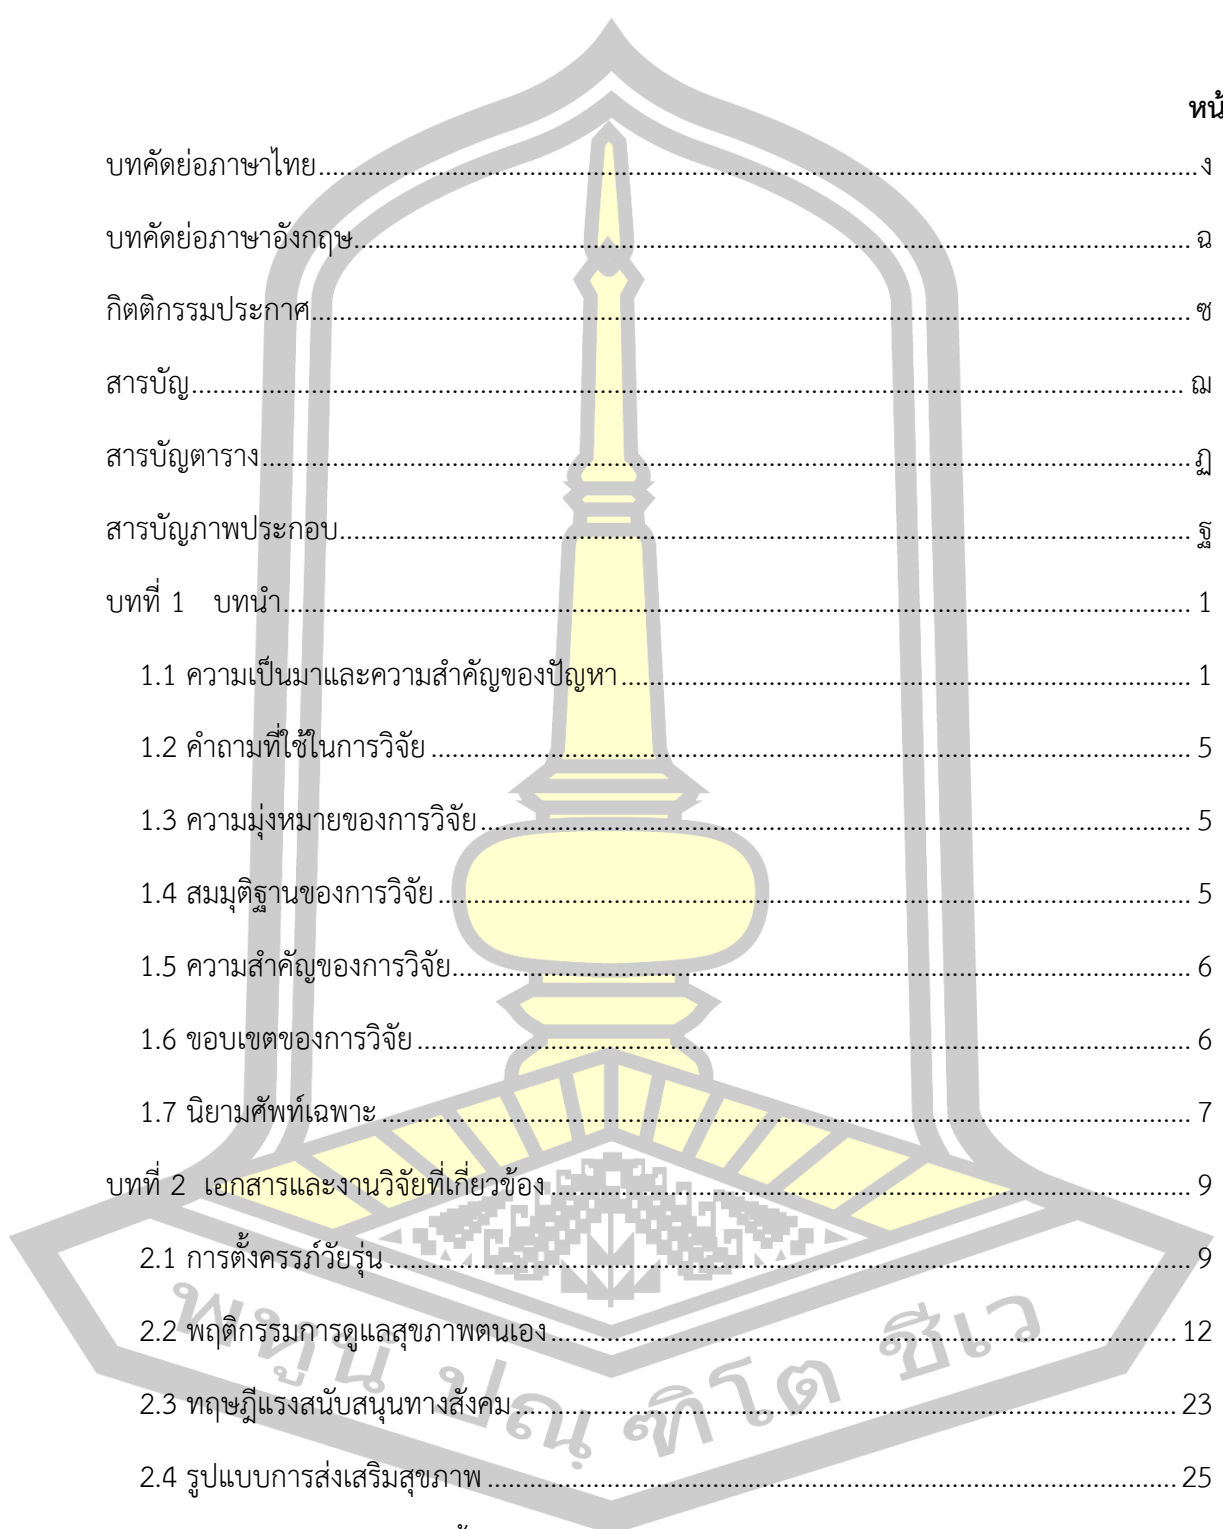 บทคัดย่อภาษาไทย....................ง
บทคัดย่อภาษาอังกฤษ....................ฉ
กิตติกรรมประกาศ....................ซ
สารบัญ....................ฌ
สารบัญตาราง....................ฏ
สารบัญภาพประกอบ....................ฐ
บทที่ 1 บทนำ....................1
1.1 ความเป็นมาและความสำคัญของปัญหา....................1
1.2 คำถามที่ใช้ในการวิจัย....................5
1.3 ความมุ่งหมายของการวิจัย....................5
1.4 สมมุติฐานของการวิจัย....................5
1.5 ความสำคัญของการวิจัย....................6
1.6 ขอบเขตของการวิจัย....................6
1.7 นิยามศัพท์เฉพาะ....................7
บทที่ 2 เอกสารและงานวิจัยที่เกี่ยวข้อง....................9
2.1 การตั้งครรภ์วัยรุ่น....................9
2.2 พฤติกรรมการดูแลสุขภาพตนเอง....................12
2.3 ทฤษฎีแรงสนับสนุนทางสังคม....................23
2.4 รูปแบบการส่งเสริมสุขภาพ....................25
พหูนํ ปณฺฑิโต ชีเว